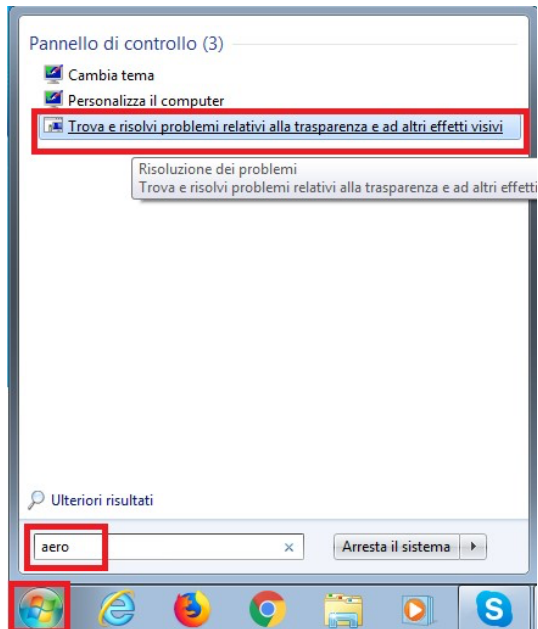 Pannello di controllo (3)
Cambia tema
Personalizza il computer
Trova e risolvi problemi relativi alla trasparenza e ad altri effetti visivi
Risoluzione dei problemi
Trova e risolvi problemi relativi alla trasparenza e ad altri effetti
Ulteriori risultati
aero
Arresta il sistema